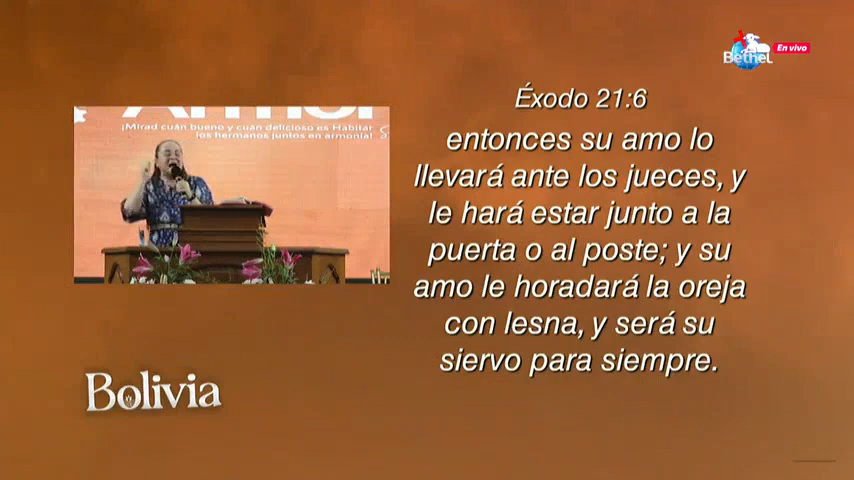 Bethel
En vivo
Éxodo 21:6
entonces su amo lo
llevará ante los jueces, y
le hará estar junto a la
puerta o al poste; y su
amo le horadará la oreja
con lesna, y será su
siervo para siempre.
¡Mirad cuán bueno y cuán delicioso es Habitar
los hermanos juntos en armonía!
Bolivia